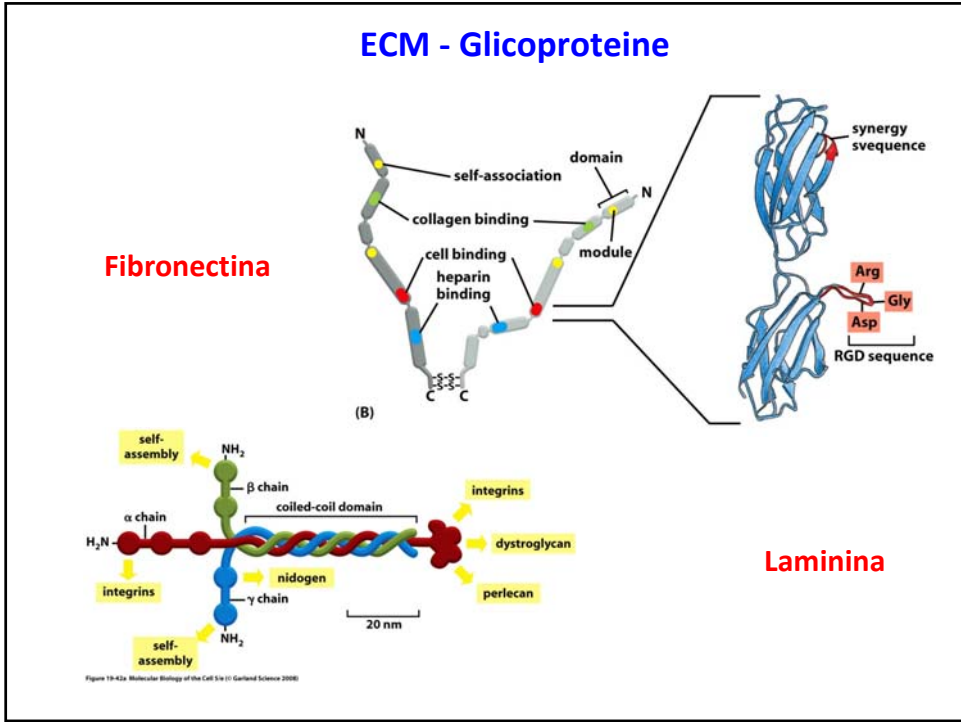 ECM - Glicoproteine
N
self-association
domain
N
collagen binding
module
Fibronectina
cell binding
heparin
binding
C
S-S
S-S
C
(B)
synergy
svequence
Arg
Gly
Asp
RGD sequence
self-
assembly
NH2
β chain
coiled-coil domain
integrins
α chain
H2N
dystroglycan
integrins
nidogen
perlecan
γ chain
20 nm
NH2
self-
assembly
Laminina
Figure 19-42a Molecular Biology of the Cell 5/e (© Garland Science 2008)